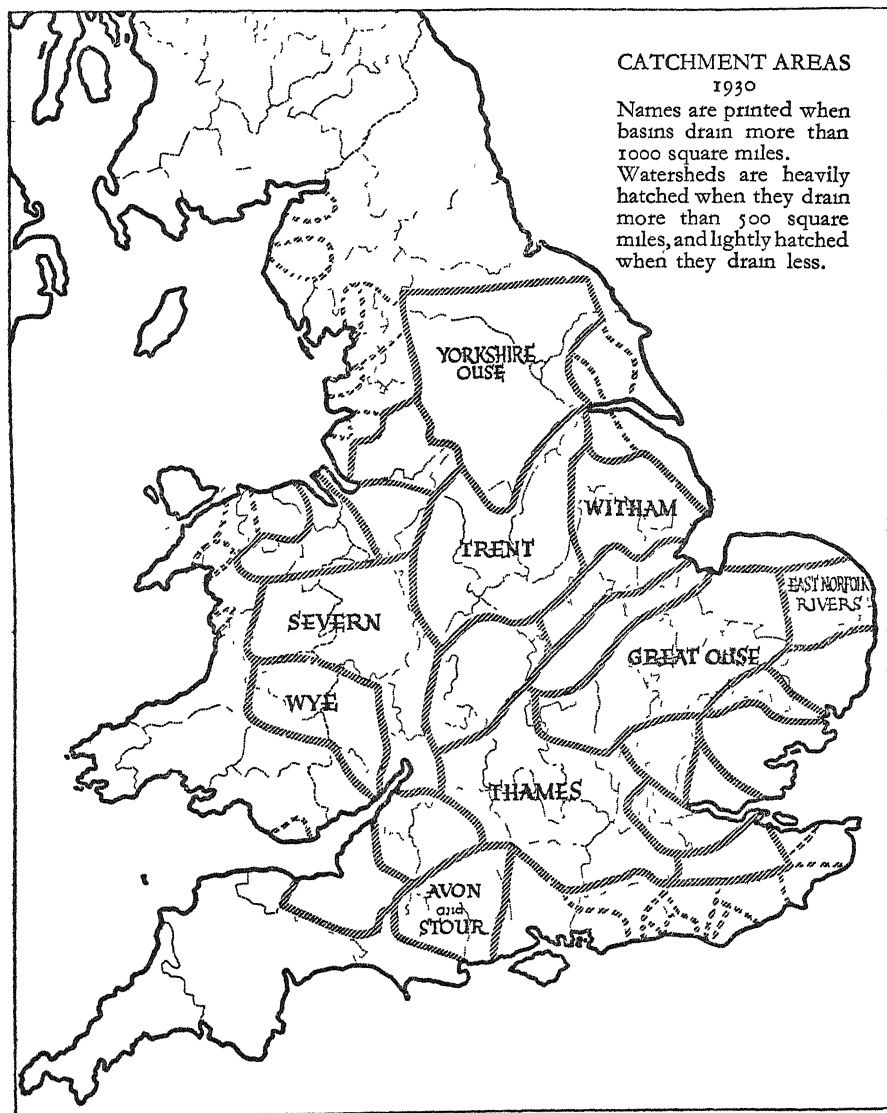 CATCHMENT AREAS
1930
Names are printed when
basins drain more than
1000 square miles.
Watersheds are heavily
hatched when they drain
more than 500 square
miles, and lightly hatched
when they drain less.
YORKSHIRE
OUSE
WITHAM
TRENT
EAST NORFOLK
RIVERS
SEVERN
GREAT OUSE
WYE
THAMES
AVON
and
STOUR